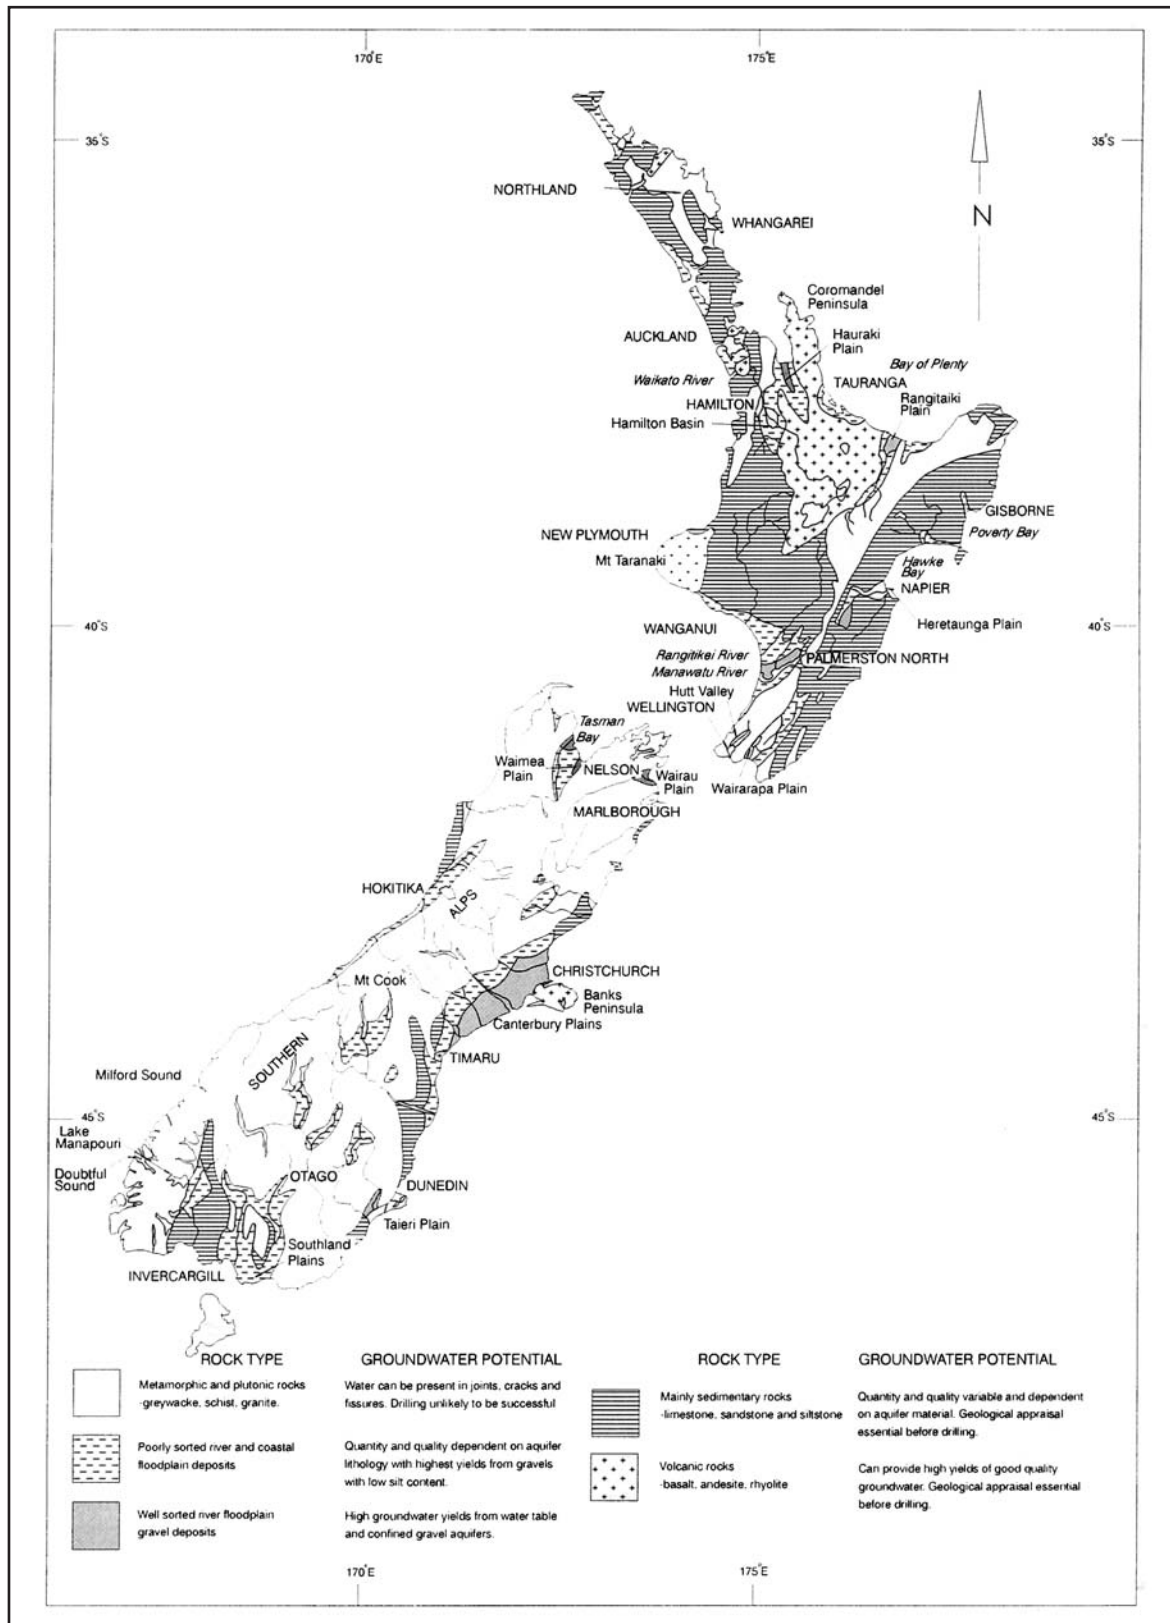 170°E
175°E
35°S
35°S
N
NORTHLAND
WHANGAREI
Coromandel
Peninsula
Hauraki
Plain
AUCKLAND
Bay of Plenty
Waikato River
TAURANGA
Rangitaiki
Plain
HAMILTON
Hamilton Basin
GISBORNE
Poverty Bay
NEW PLYMOUTH
Mt Taranaki
Hawke
Bay
NAPIER
Heretaunga Plain
40°S
40°S
WANGANUI
Rangitikei River
PALMERSTON NORTH
Manawatu River
Hutt Valley
WELLINGTON
Tasman
Bay
Waimea
Plain
NELSON
Wairau
Plain
Wairarapa Plain
MARLBOROUGH
HOKITIKA
ALPS
CHRISTCHURCH
Mt Cook
Banks
Peninsula
Canterbury Plains
TIMARU
SOUTHERN
Milford Sound
45°S
45°S
Lake
Manapouri
Doubtful
Sound
OTAGO
DUNEDIN
Taieri Plain
Southland
Plains
INVERCARGILL
ROCK TYPE
GROUNDWATER POTENTIAL
Metamorphic and plutonic rocks
-greywacke, schist, granite.
Water can be present in joints, cracks and
fissures. Drilling unlikely to be successful
Poorly sorted river and coastal
floodplain deposits
Quantity and quality dependent on aquifer
lithology with highest yields from gravels
with low silt content.
Well sorted river floodplain
gravel deposits
High groundwater yields from water table
and confined gravel aquifers.
ROCK TYPE
GROUNDWATER POTENTIAL
Mainly sedimentary rocks
-limestone, sandstone and siltstone
Quantity and quality variable and dependent
on aquifer material. Geological appraisal
essential before drilling.
Volcanic rocks
-basalt, andesite, rhyolite
Can provide high yields of good quality
groundwater. Geological appraisal essential
before drilling.
170°E
175°E